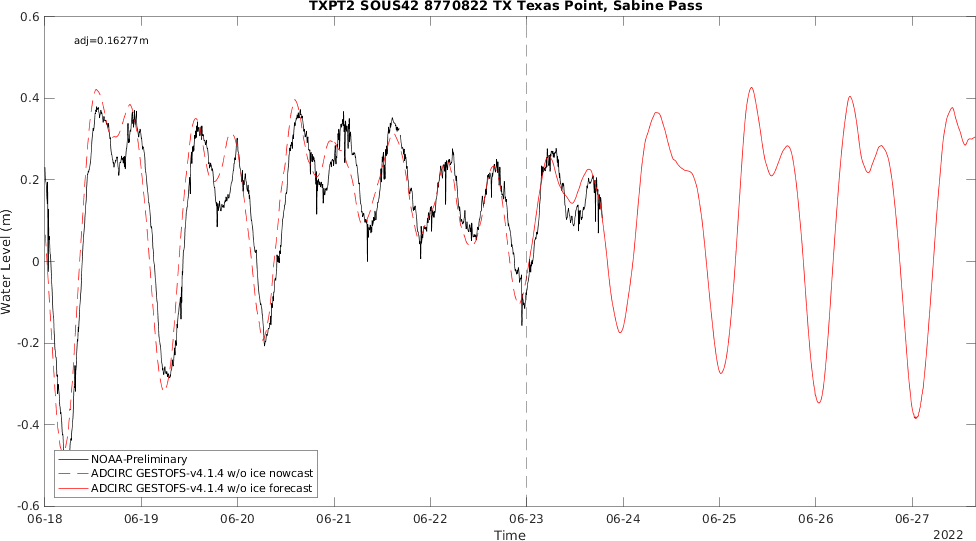 TXPT2 SOUS42 8770822 TX Texas Point, Sabine Pass
adj=0.16277m
0.6
0.4
0.2
0
-0.2
-0.4
-0.6
Water Level (m)
NOAA-Preliminary
ADCIRC GESTOFS-v4.1.4 w/o ice nowcast
ADCIRC GESTOFS-v4.1.4 w/o ice forecast
06-18 06-19 06-20 06-21 06-22 06-23 06-24 06-25 06-26 06-27
Time
2022